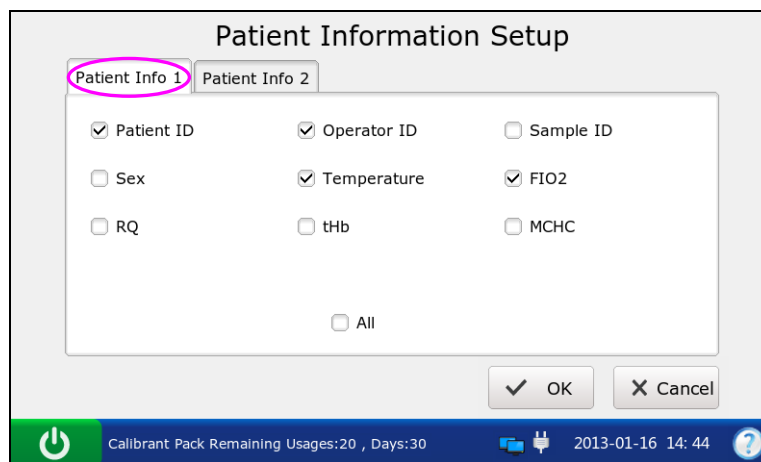 Patient Information Setup
Patient Info 1 Patient Info 2
Patient ID Operator ID Sample ID
Sex Temperature FIO2
RQ tHb MCHC
All
OK Cancel
Calibrant Pack Remaining Usages:20 , Days:30 2013-01-16 14: 44 ?